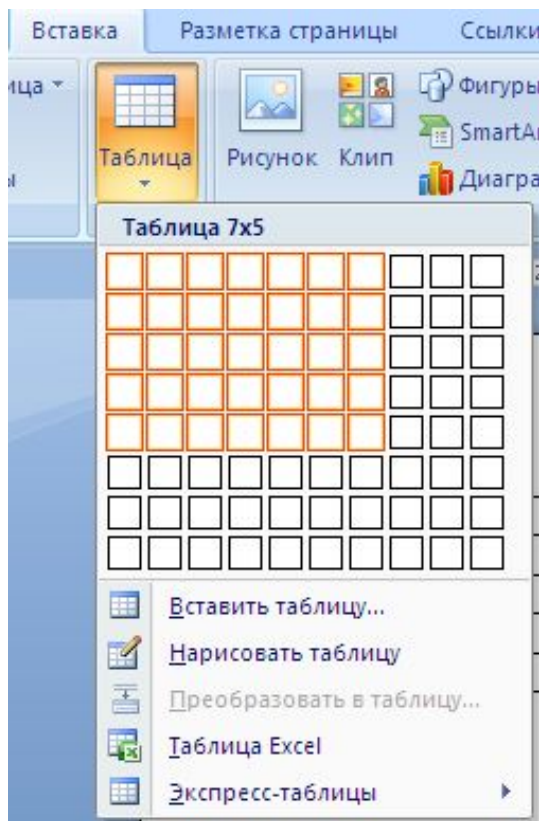 Вставка Разметка страницы Ссылки
Таблица Рисунок Клип
Фигуры
SmartAr
Диагра
Таблица 7x5
Вставить таблицу...
Нарисовать таблицу
Преобразовать в таблицу...
Таблица Excel
Экспресс-таблицы